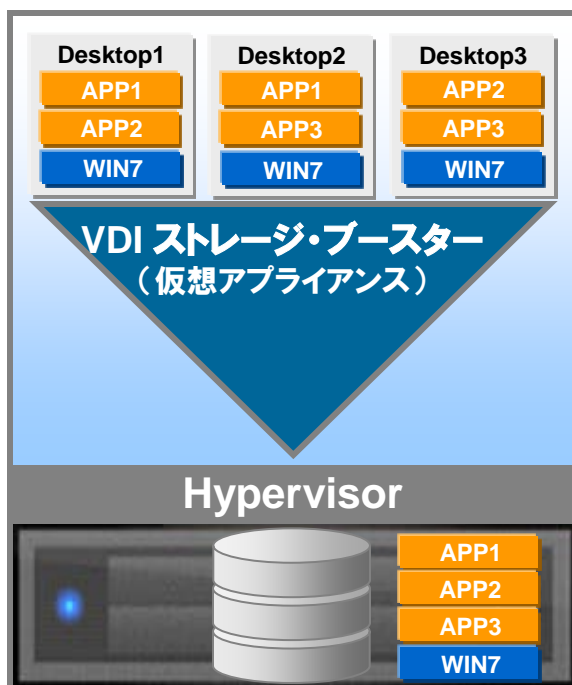 Desktop1
APP1
APP2
WIN7
Desktop2
APP1
APP3
WIN7
Desktop3
APP2
APP3
WIN7
VDI ストレージ・ブースター
（仮想アプライアンス）
Hypervisor
APP1
APP2
APP3
WIN7